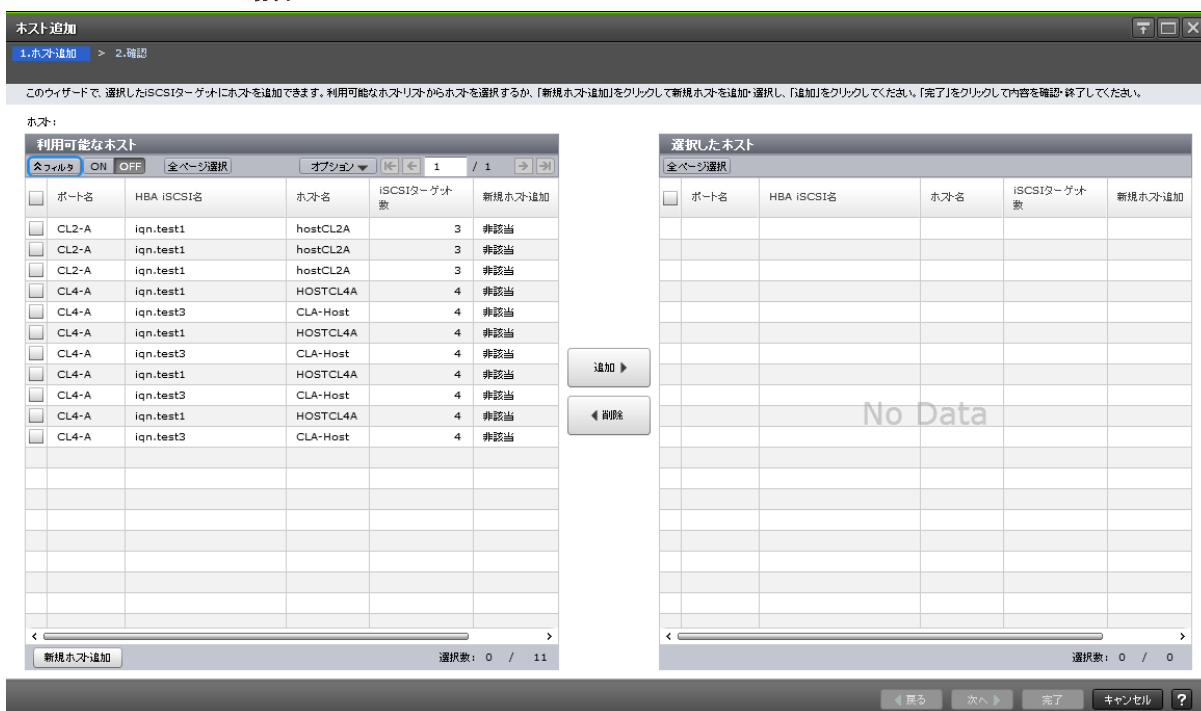 ホスト追加
1.ホスト追加 > 2.確認
このウィザードで、選択したiSCSIターゲットにホストを追加できます。利用可能なホストリストからホストを選択するか、「新規ホスト追加」をクリックして新規ホストを追加・選択し、「追加」をクリックしてください。「完了」をクリックして内容を確認・終了してください。
ホスト:
利用可能なホスト
フィルタ ON OFF 全ページ選択 オプション 1 / 1
ポート名 HBA iSCSI名 ホスト名 iSCSIターゲット数 新規ホスト追加
CL2-A iqn.test1 hostCL2A 3 非該当
CL2-A iqn.test1 hostCL2A 3 非該当
CL2-A iqn.test1 hostCL2A 3 非該当
CL4-A iqn.test1 HOSTCL4A 4 非該当
CL4-A iqn.test3 CLA-Host 4 非該当
CL4-A iqn.test1 HOSTCL4A 4 非該当
CL4-A iqn.test3 CLA-Host 4 非該当
CL4-A iqn.test1 HOSTCL4A 4 非該当
CL4-A iqn.test3 CLA-Host 4 非該当
CL4-A iqn.test1 HOSTCL4A 4 非該当
CL4-A iqn.test3 CLA-Host 4 非該当
新規ホスト追加 選択数: 0 / 11
追加
削除
選択したホスト
全ページ選択
ポート名 HBA iSCSI名 ホスト名 iSCSIターゲット数 新規ホスト追加
No Data
選択数: 0 / 0
戻る 次へ 完了 キャンセル ?